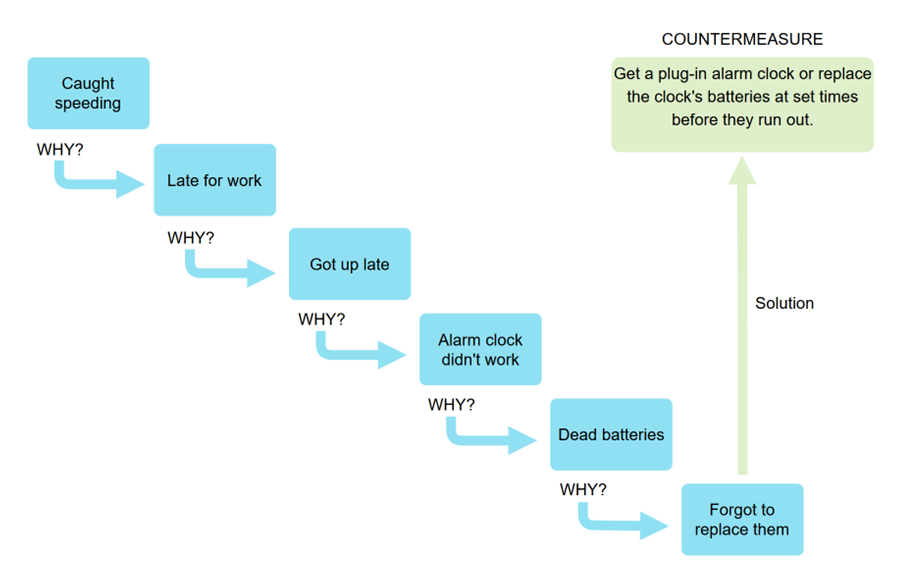 COUNTERMEASURE
Get a plug-in alarm clock or replace
the clock's batteries at set times
before they run out.
Caught
speeding
WHY?
Late for work
WHY?
Got up late
WHY?
Alarm clock
didn't work
WHY?
Dead batteries
WHY?
Forgot to
replace them
Solution